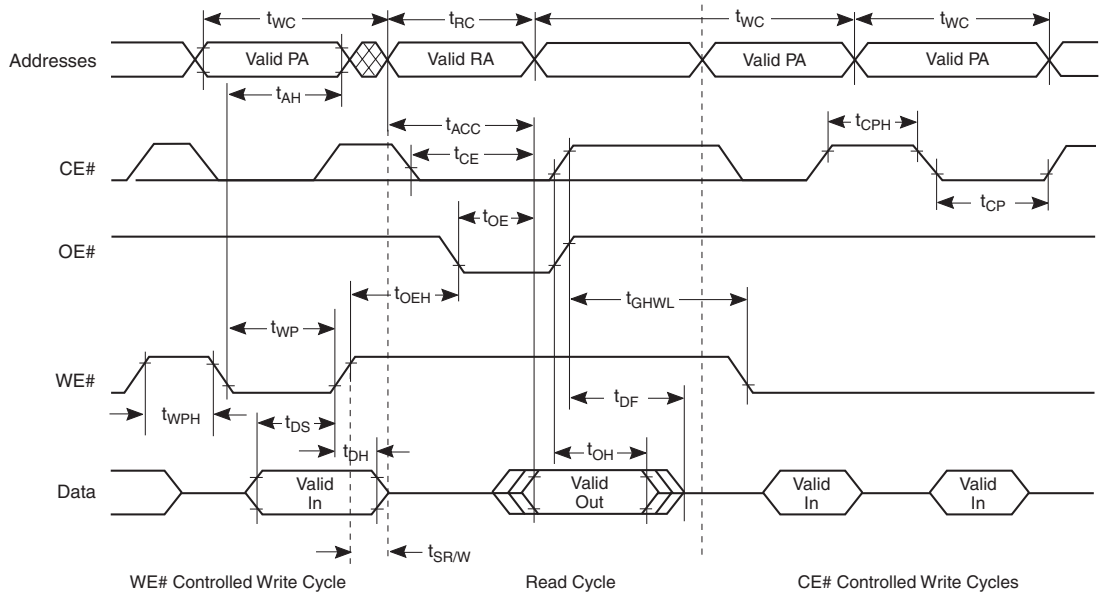 tWC tRC tWC tWC
Addresses Valid PA Valid RA Valid PA Valid PA
tAH
tACC tCPH
CE# tCE
tCP
tOE
OE#
tOEH tGHWL
tWP
WE#
tWPH tDS tDF
tDH tOH
Data Valid In Valid Out Valid In Valid In
tSR/W
WE# Controlled Write Cycle Read Cycle CE# Controlled Write Cycles